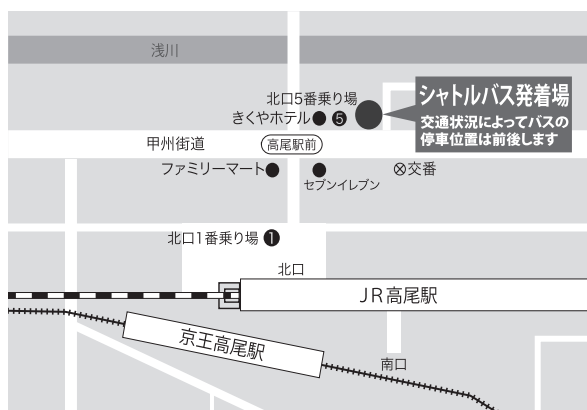 浅川
北口5番乗り場
きくやホテル
❺
シャトルバス発着場
交通状況によってバスの
停車位置は前後します
甲州街道
高尾駅前
ファミリーマート
セブンイレブン
交番
北口1番乗り場 ❶
北口
JR高尾駅
京王高尾駅
南口